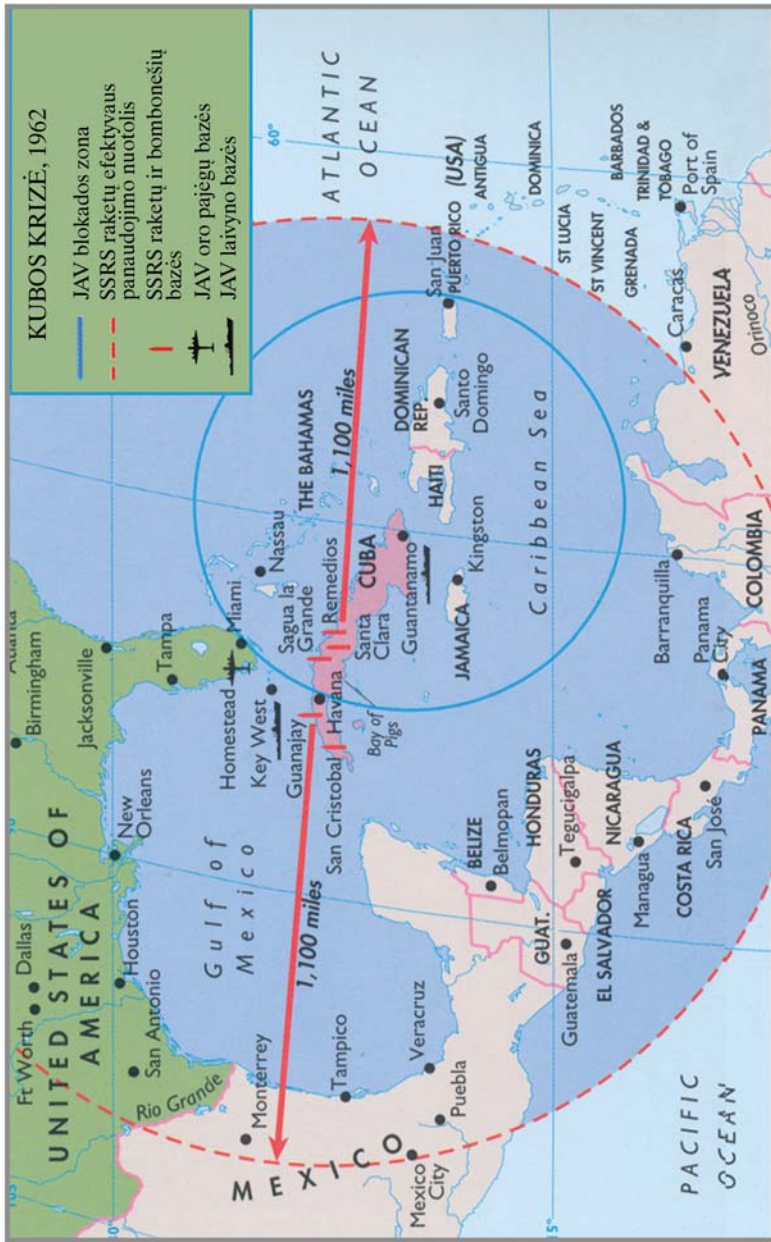 KUBOS KRIZĖ, 1962
JAV blokados zona
SSRS raketų efektyvaus
panaudojimo nuotolis
SSRS raketų ir bombonešių
bazės
JAV oro pajėgų bazės
JAV laivyno bazės
Atlanta
Birmingham
Ft Worth
Dallas
UNITED STATES OF
AMERICA
Jacksonville
New
Orleans
Houston
San Antonio
Rio Grande
Tampa
Miami
Homestead
Key West
Gulf of
Mexico
1,100 miles
1,100 miles
Monterrey
Tampico
Veracruz
Puebla
Mexico
City
MEXICO
ATLANTIC
OCEAN
60°
90
105
30°
15°
THE BAHAMAS
Nassau
Sagua la
Grande
Remedios
Guanajay
Havana
San Cristobal
Bay of
Pigs
Santa
Clara
CUBA
Guantanamo
JAMAICA
Kingston
HAITI
DOMINICAN
REP.
Santo
Domingo
San Juan
PUERTO RICO (USA)
ANTIGUA
DOMINICA
ST LUCIA
ST VINCENT
GRENADA
BARBADOS
TRINIDAD &
TOBAGO
Port of
Spain
Caribbean Sea
BELIZE
Belmopan
GUAT.
Guatemala
HONDURAS
Tegucigalpa
EL SALVADOR
NICARAGUA
Managua
COSTA RICA
San José
PANAMA
Panama
City
Barranquilla
COLOMBIA
Caracas
VENEZUELA
Orinoco
PACIFIC
OCEAN